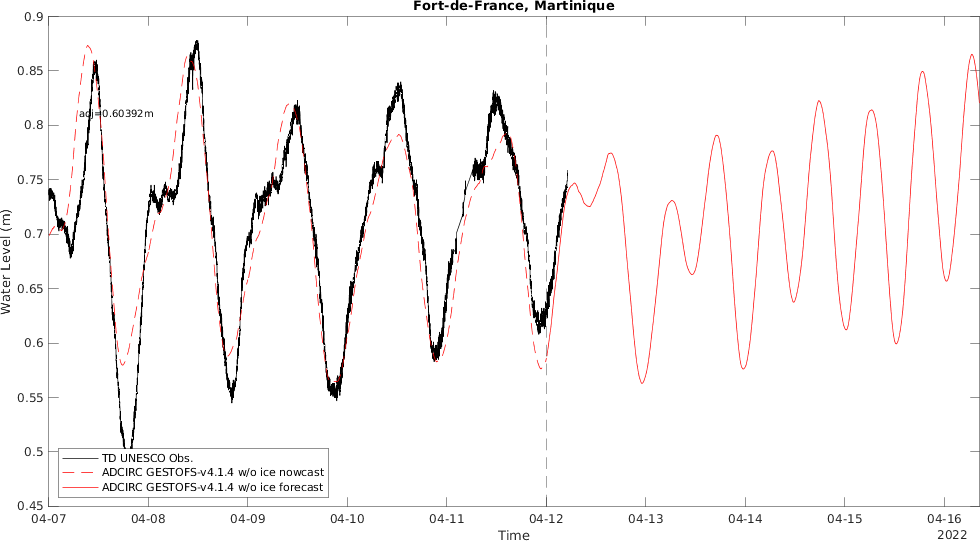 Fort-de-France, Martinique
0.9
0.85
0.8
0.75
0.7
0.65
0.6
0.55
0.5
0.45
Water Level (m)
adj=0.60392m
TD UNESCO Obs.
ADCIRC GESTOFS-v4.1.4 w/o ice nowcast
ADCIRC GESTOFS-v4.1.4 w/o ice forecast
04-07 04-08 04-09 04-10 04-11 04-12 04-13 04-14 04-15 04-16
Time
2022